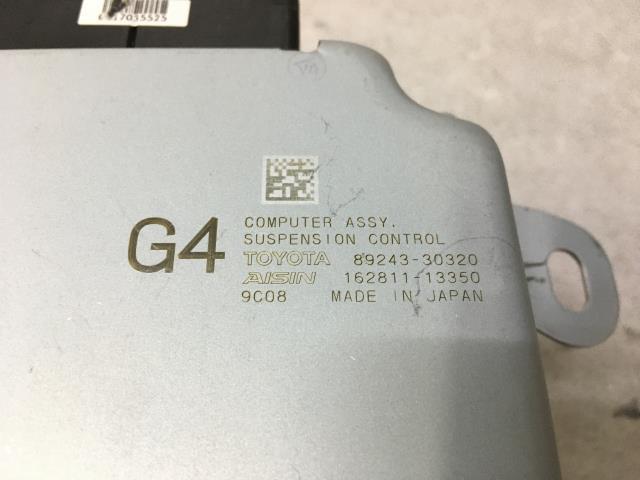 G4
COMPUTER ASSY.
SUSPENSION CONTROL
TOYOTA 89243-30320
AISIN 162811-13350
9C08 MADE IN JAPAN